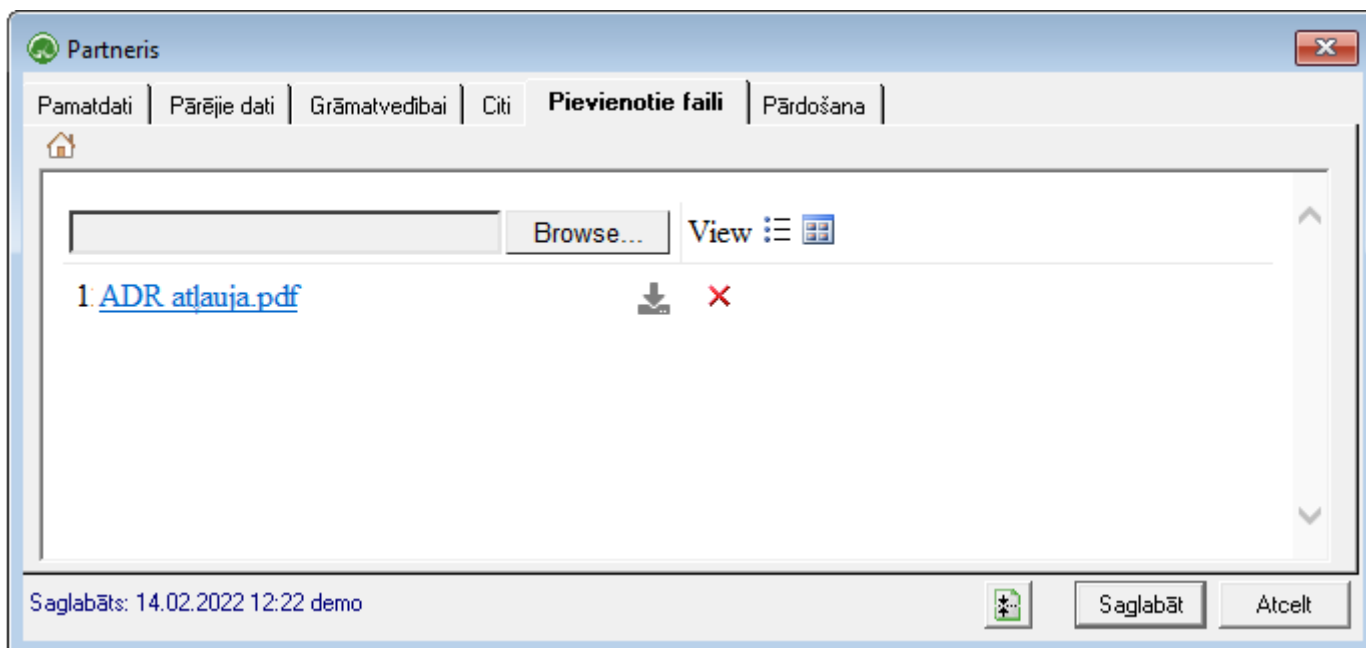 Partneris
Pamatdati Pārējie dati Grāmatvedībai Citi Pievienotie faili Pārdošana
Browse... View
1: ADR atļauja.pdf
Saglabāts: 14.02.2022 12:22 demo Saglabāt Atcelt